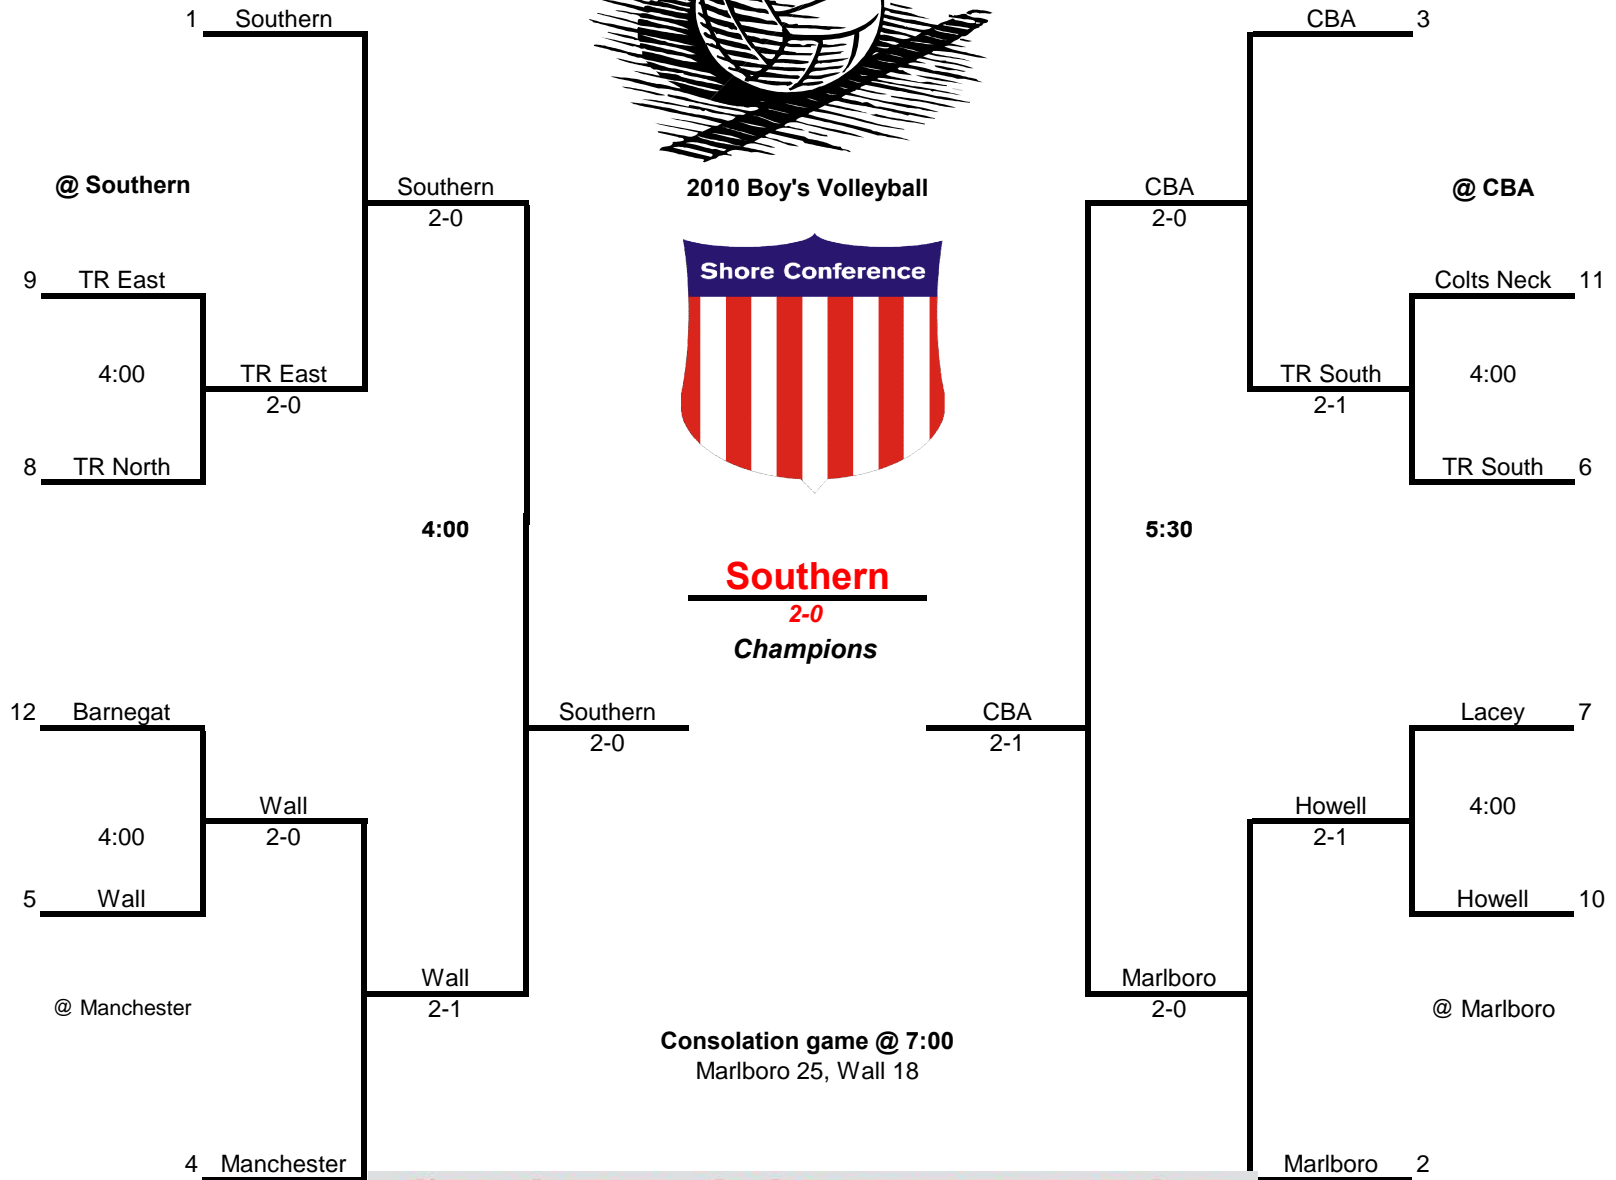 1 Southern
CBA 3
@ Southern
Southern
2-0
2010 Boy's Volleyball
CBA
2-0
@ CBA
Shore Conference
9 TR East
Colts Neck 11
4:00
TR East
2-0
TR South
2-1
4:00
8 TR North
TR South 6
4:00
5:30
Southern
2-0
Champions
12 Barnegat
Southern
2-0
CBA
2-1
Lacey 7
4:00
Wall
2-0
Howell
2-1
4:00
5 Wall
Howell 10
@ Manchester
Wall
2-1
Marlboro
2-0
@ Marlboro
Consolation game @ 7:00
Marlboro 25, Wall 18
4 Manchester
Marlboro 2